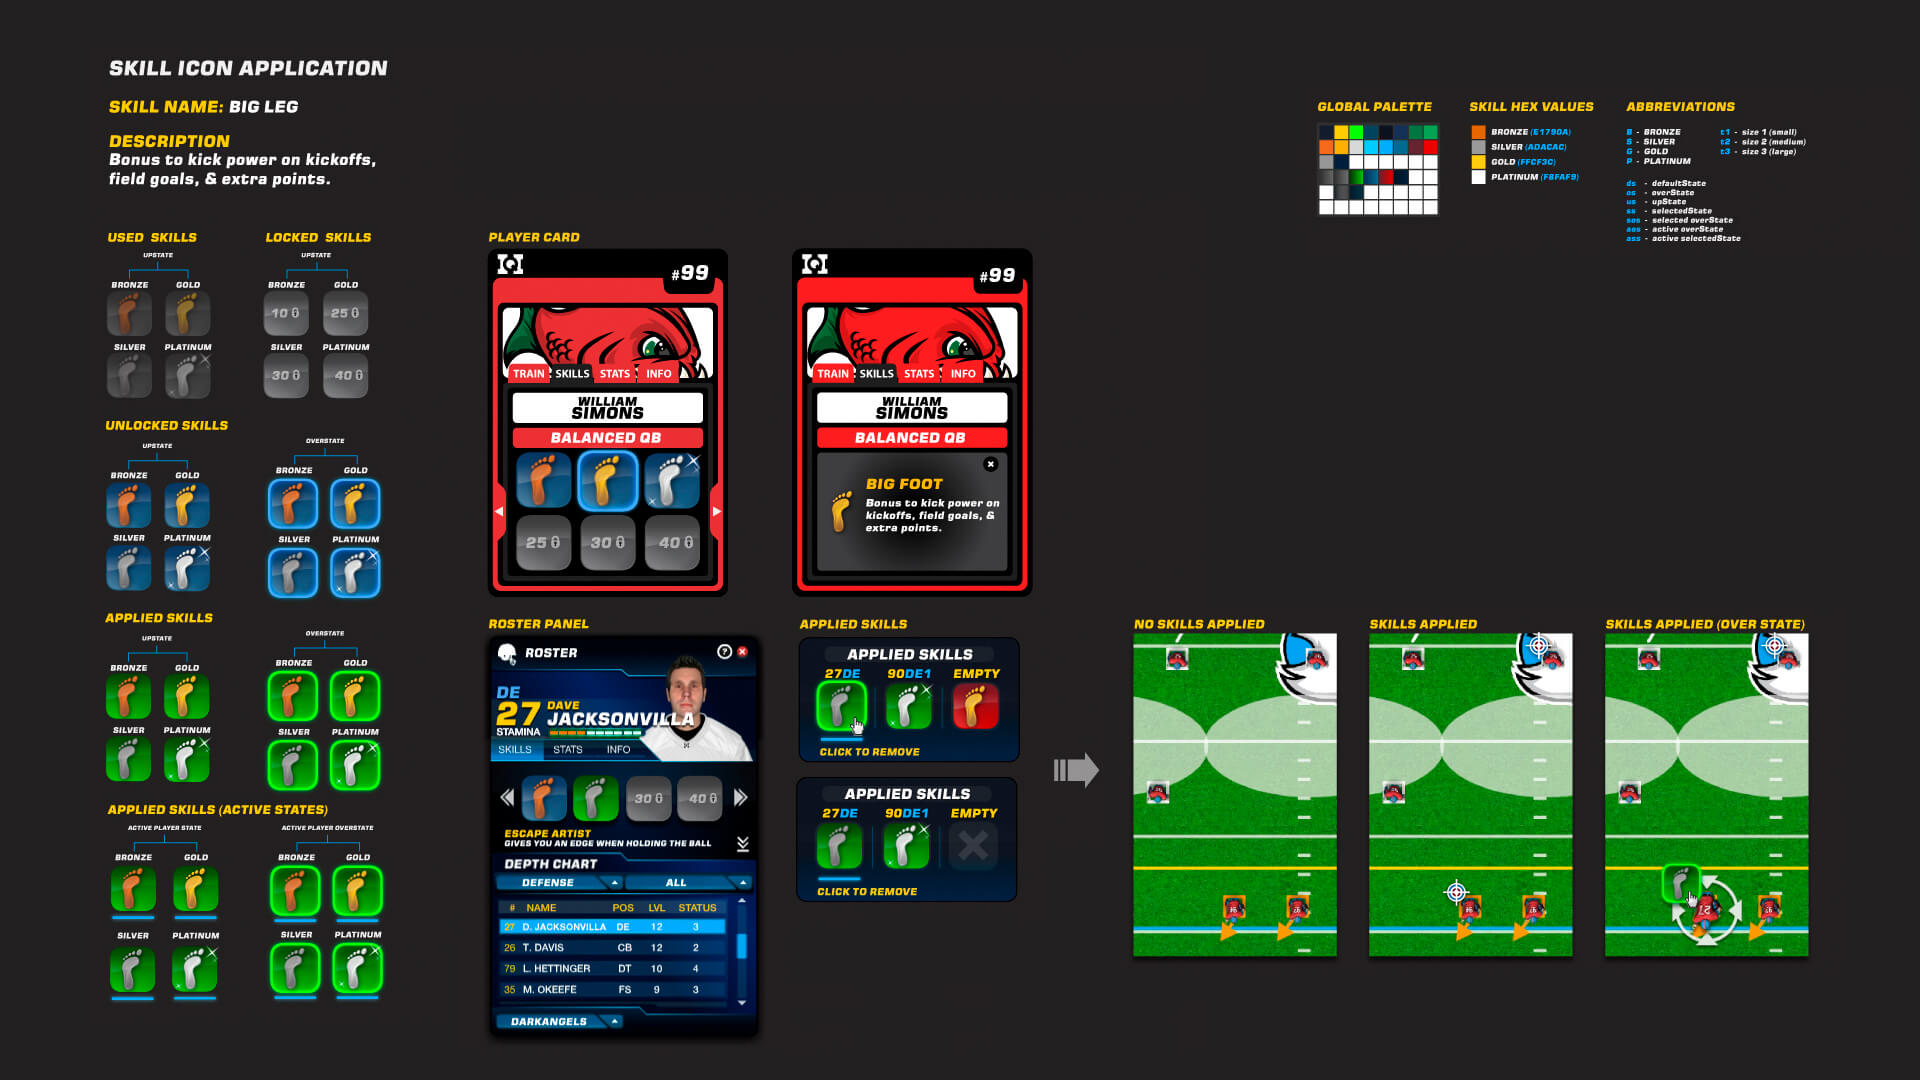 SKILL ICON APPLICATION
SKILL NAME: BIG LEG
DESCRIPTION
Bonus to kick power on kickoffs,
field goals, & extra points.
GLOBAL PALETTE
SKILL HEX VALUES
BRONZE (E1790A)
SILVER (ADACAC)
GOLD (FFCF3C)
PLATINUM (F8FAF9)
ABBREVIATIONS
B - BRONZE
S - SILVER
G - GOLD
P - PLATINUM
t1 - size 1 (small)
t2 - size 2 (medium)
t3 - size 3 (large)
ds - defaultState
os - overState
us - upState
ss - selectedState
sos - selected overState
aos - active overState
ass - active selectedState
USED SKILLS
UPSTATE
BRONZE GOLD
SILVER PLATINUM
LOCKED SKILLS
UPSTATE
BRONZE GOLD
10 25
SILVER PLATINUM
30 40
UNLOCKED SKILLS
UPSTATE
BRONZE GOLD
SILVER PLATINUM
OVERSTATE
BRONZE GOLD
SILVER PLATINUM
APPLIED SKILLS
UPSTATE
BRONZE GOLD
SILVER PLATINUM
OVERSTATE
BRONZE GOLD
SILVER PLATINUM
APPLIED SKILLS (ACTIVE STATES)
ACTIVE PLAYER STATE
BRONZE GOLD
SILVER PLATINUM
ACTIVE PLAYER OVERSTATE
BRONZE GOLD
SILVER PLATINUM
PLAYER CARD
#99
TRAIN SKILLS STATS INFO
WILLIAM
SIMONS
BALANCED QB
25 30 40
#99
TRAIN SKILLS STATS INFO
WILLIAM
SIMONS
BALANCED QB
BIG FOOT
Bonus to kick power on
kickoffs, field goals, &
extra points.
ROSTER PANEL
ROSTER
?
DE
27 DAVE
JACKSONVILLA
STAMINA
SKILLS STATS INFO
30 40
ESCAPE ARTIST
GIVES YOU AN EDGE WHEN HOLDING THE BALL
DEPTH CHART
DEFENSE ALL
# NAME POS LVL STATUS
27 D. JACKSONVILLA DE 12 3
26 T. DAVIS CB 12 2
79 L. HETTINGER DT 10 4
35 M. OKEEFE FS 9 3
DARKANGELS
APPLIED SKILLS
APPLIED SKILLS
27DE 90DE1 EMPTY
CLICK TO REMOVE
APPLIED SKILLS
27DE 90DE1 EMPTY
CLICK TO REMOVE
NO SKILLS APPLIED
SKILLS APPLIED
SKILLS APPLIED (OVER STATE)